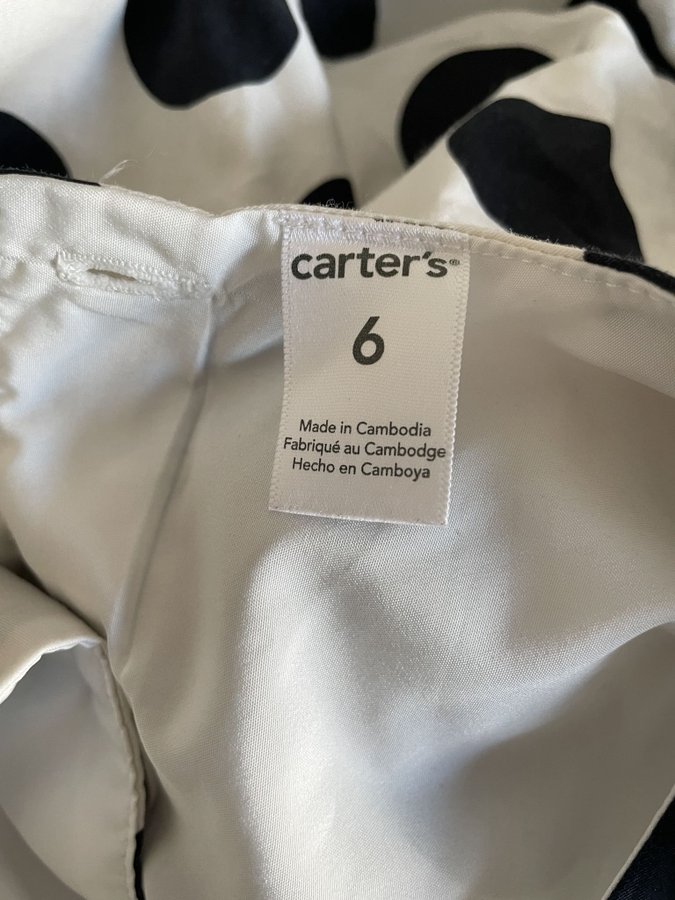 carter's®
6
Made in Cambodia
Fabriqué au Cambodge
Hecho en Camboya